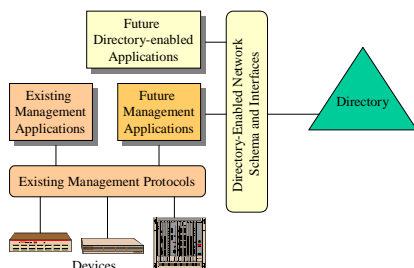 Future
Directory-enabled
Applications
Existing
Management
Applications
Future
Management
Applications
Directory-Enabled Network
Schema and Interfaces
Directory
Existing Management Protocols
Devices